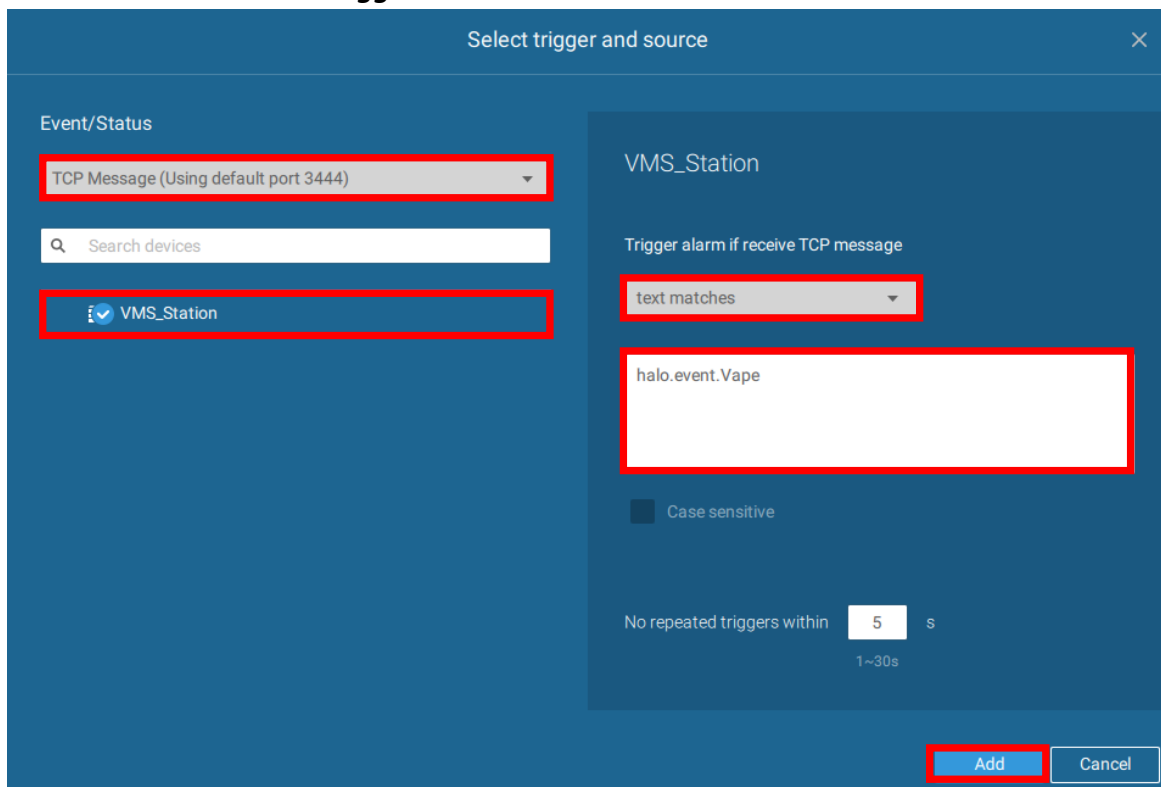 Select trigger and source
Event/Status
TCP Message (Using default port 3444)
Search devices
VMS_Station
VMS_Station
Trigger alarm if receive TCP message
text matches
halo.event.Vape
Case sensitive
No repeated triggers within 5 s
1~30s
Add Cancel